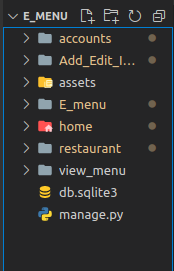 E_MENU
accounts
Add_Edit_I...
assets
E_menu
home
restaurant
view_menu
db.sqlite3
manage.py